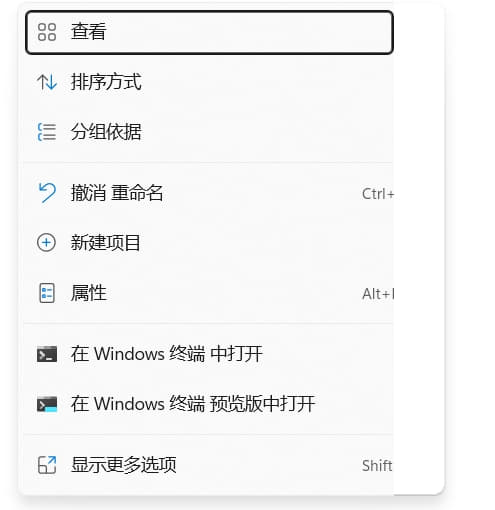 查看
排序方式
分组依据
撤消 重命名 Ctrl+
新建项目
属性 Alt+
在 Windows 终端 中打开
在 Windows 终端 预览版中打开
显示更多选项 Shift